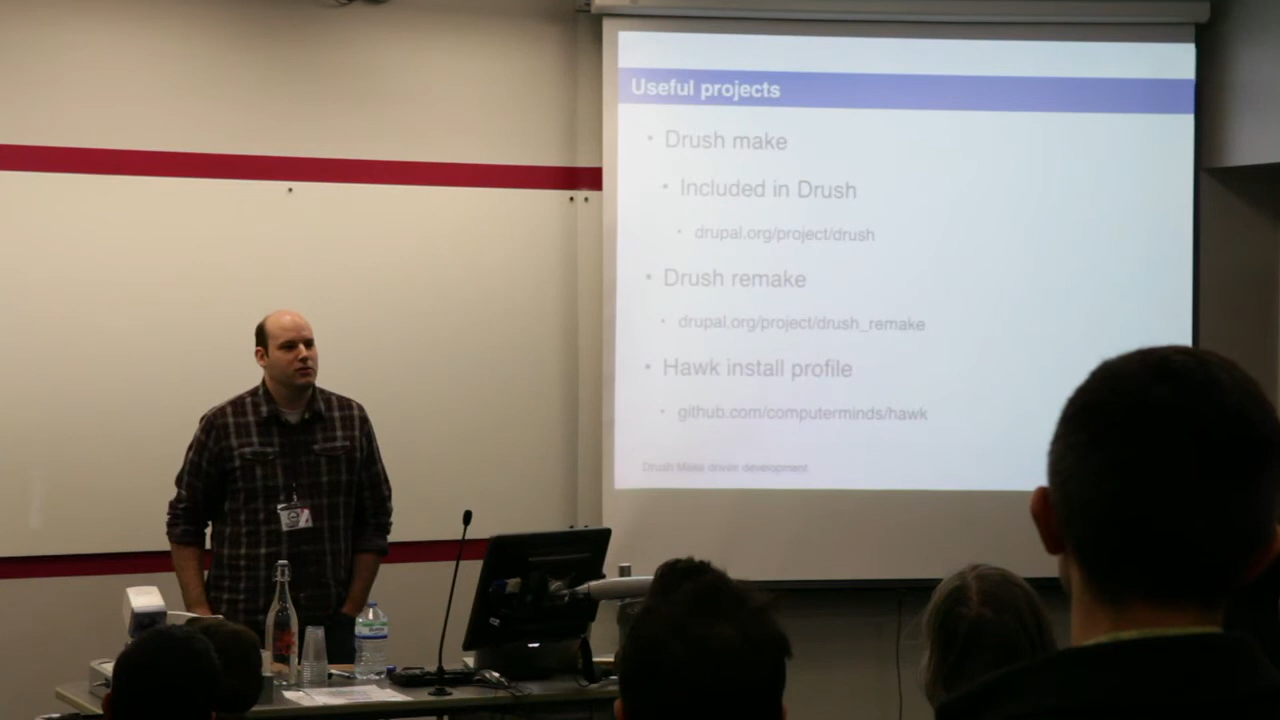 Useful projects
• Drush make
• Included in Drush
• drupal.org/project/drush
• Drush remake
• drupal.org/project/drush_remake
• Hawk install profile
• github.com/computerminds/hawk
Drush Make driven development